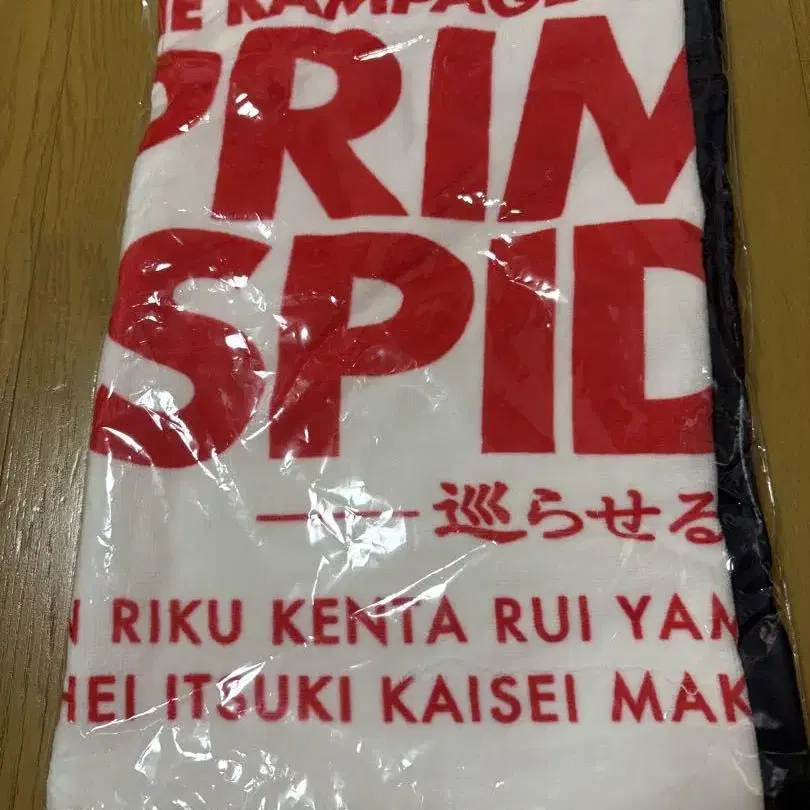 E RAMPAGE
PRIM
SPID
巡らせる
RIKU KENTA RUI YAM
HEI ITSUKI KAISEI MAK